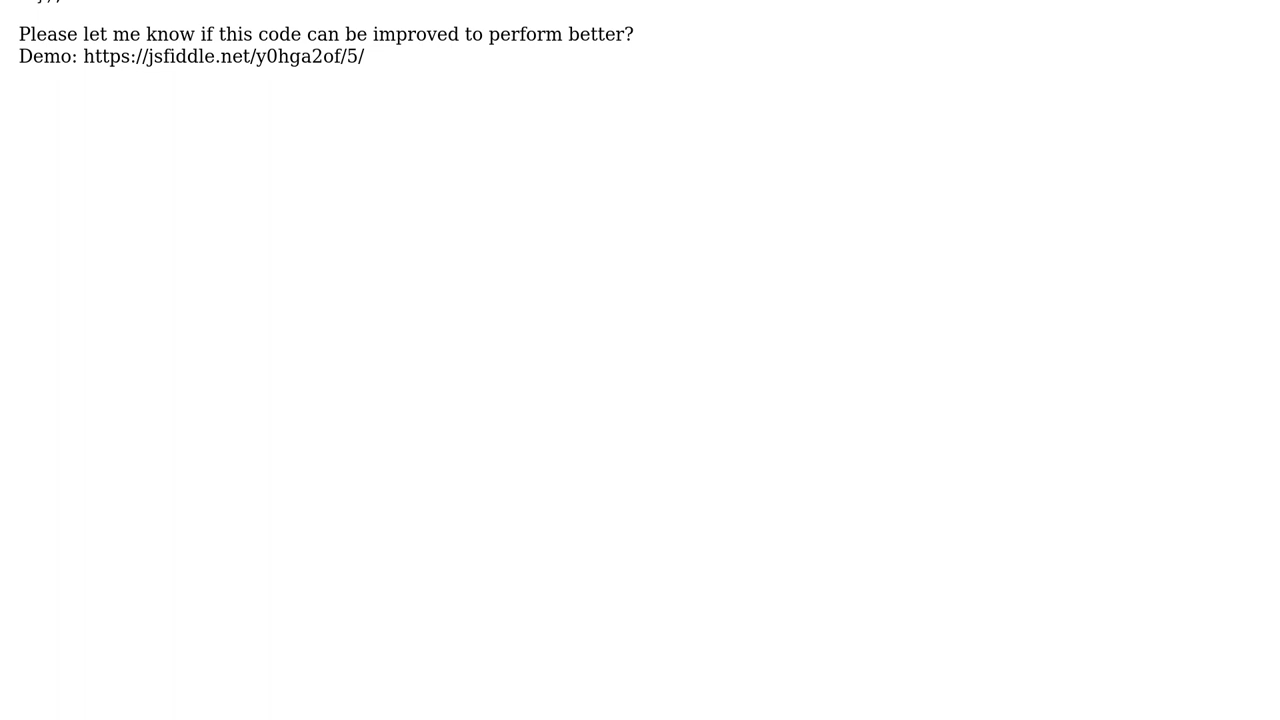 Please let me know if this code can be improved to perform better?
Demo: https://jsfiddle.net/y0hga2of/5/